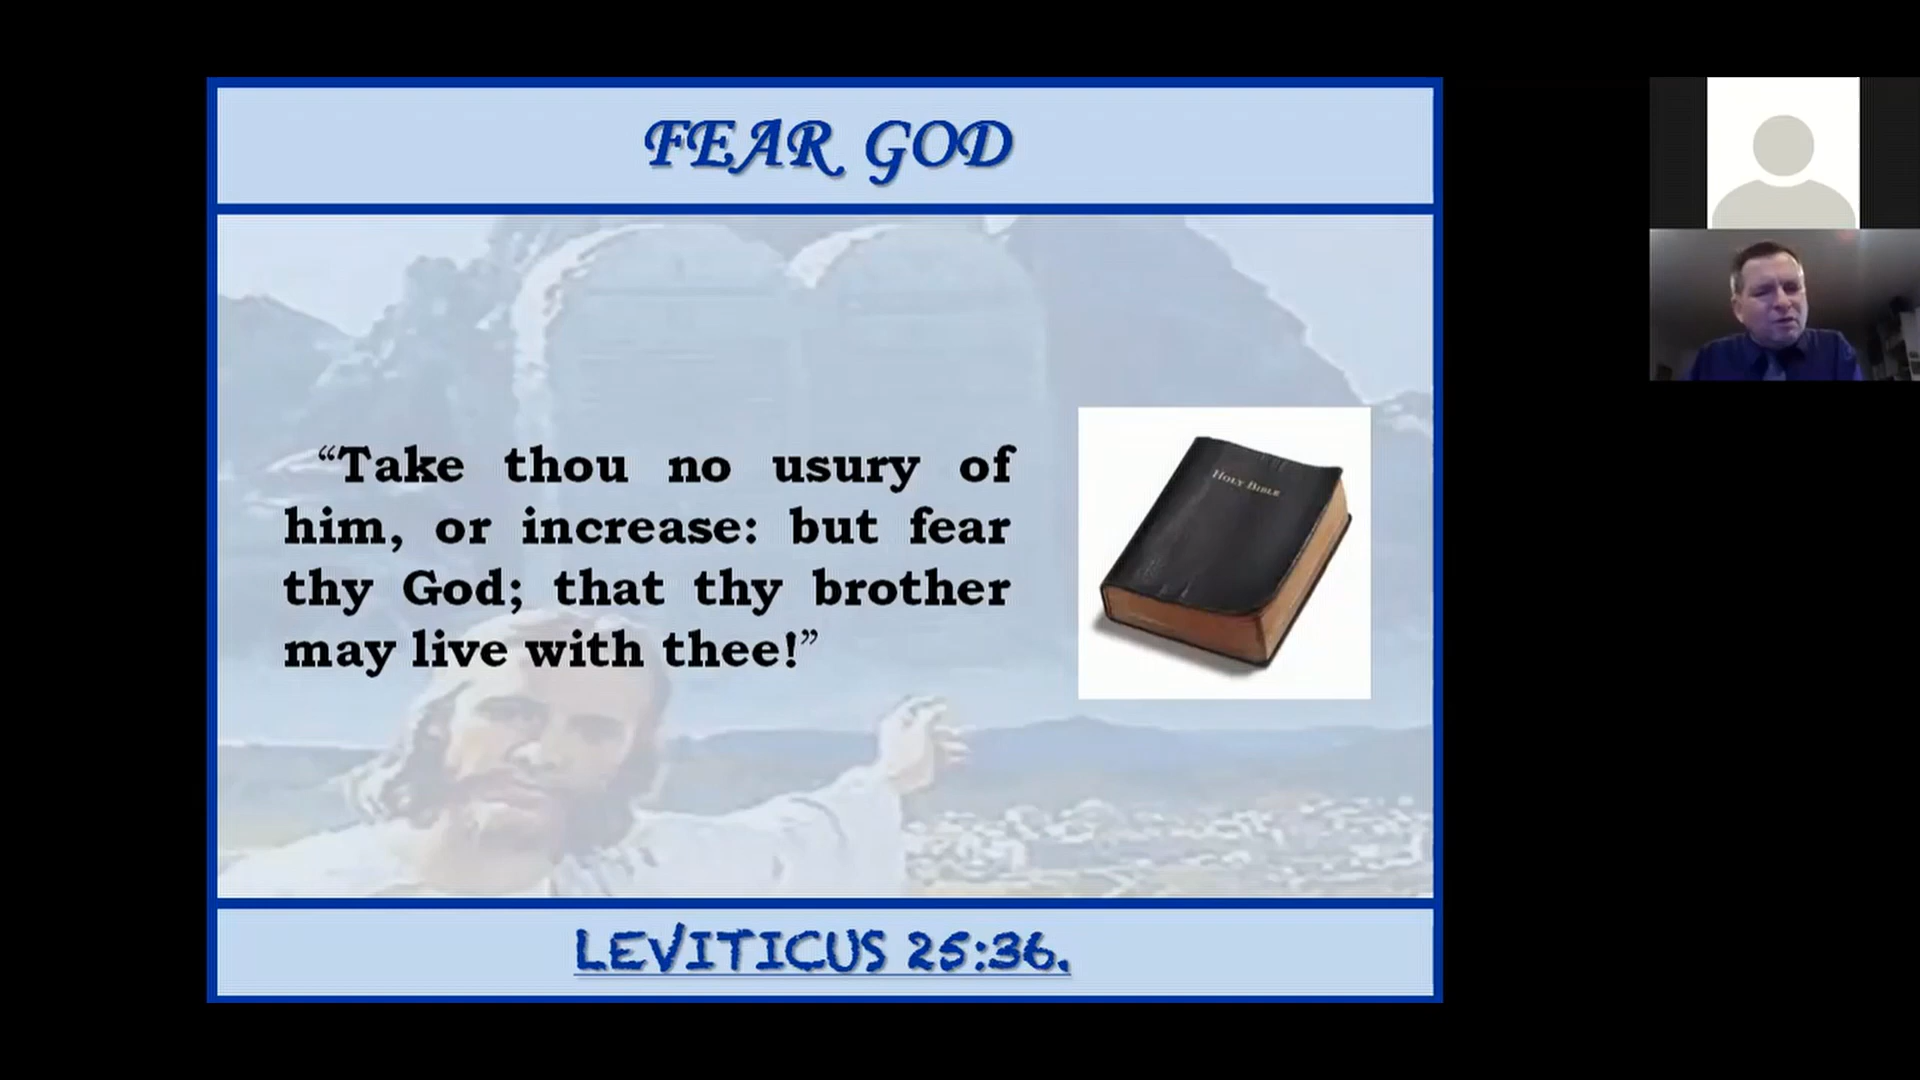 FEAR GOD
“Take thou no usury of
him, or increase: but fear
thy God; that thy brother
may live with thee!”
HOLY BIBLE
LEVITICUS 25:36.